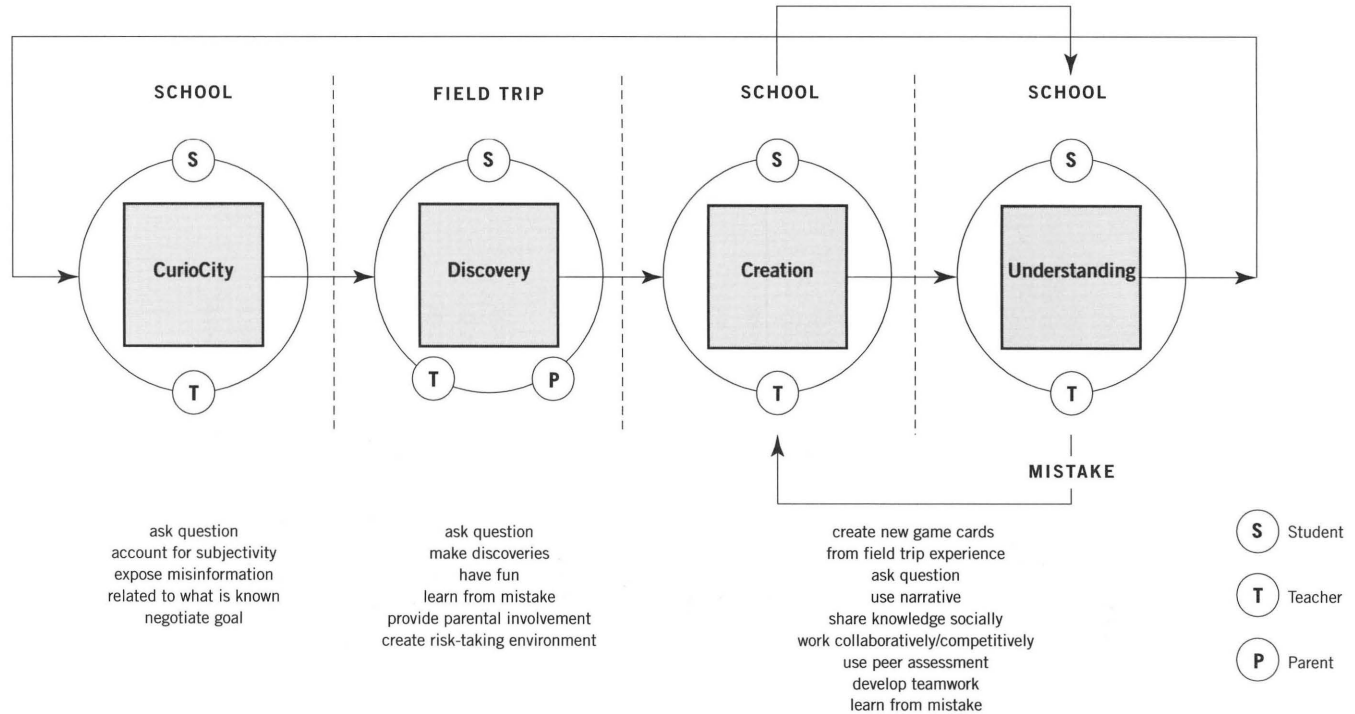 SCHOOL
FIELD TRIP
SCHOOL
SCHOOL
S
S
S
S
CurioCity
Discovery
Creation
Understanding
T
T
P
T
T
MISTAKE
ask question
account for subjectivity
expose misinformation
related to what is known
negotiate goal
ask question
make discoveries
have fun
learn from mistake
provide parental involvement
create risk-taking environment
create new game cards
from field trip experience
ask question
use narrative
share knowledge socially
work collaboratively/competitively
use peer assessment
develop teamwork
learn from mistake
S Student
T Teacher
P Parent